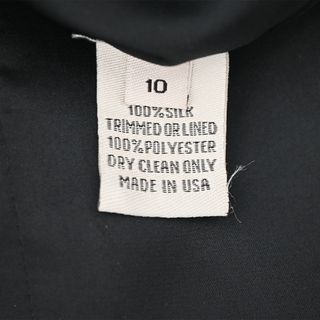 10
100% SILK
TRIMMED OR LINED
100% POLYESTER
DRY CLEAN ONLY
MADE IN USA